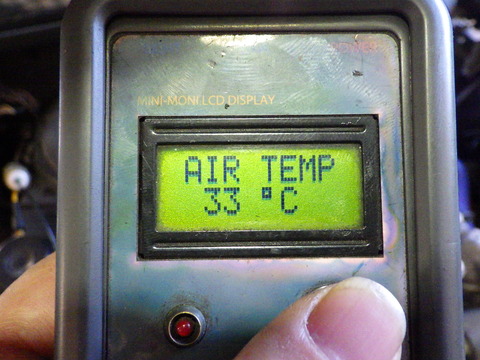 MINI-MONI LCD DISPLAY
AIR TEMP
33 °C